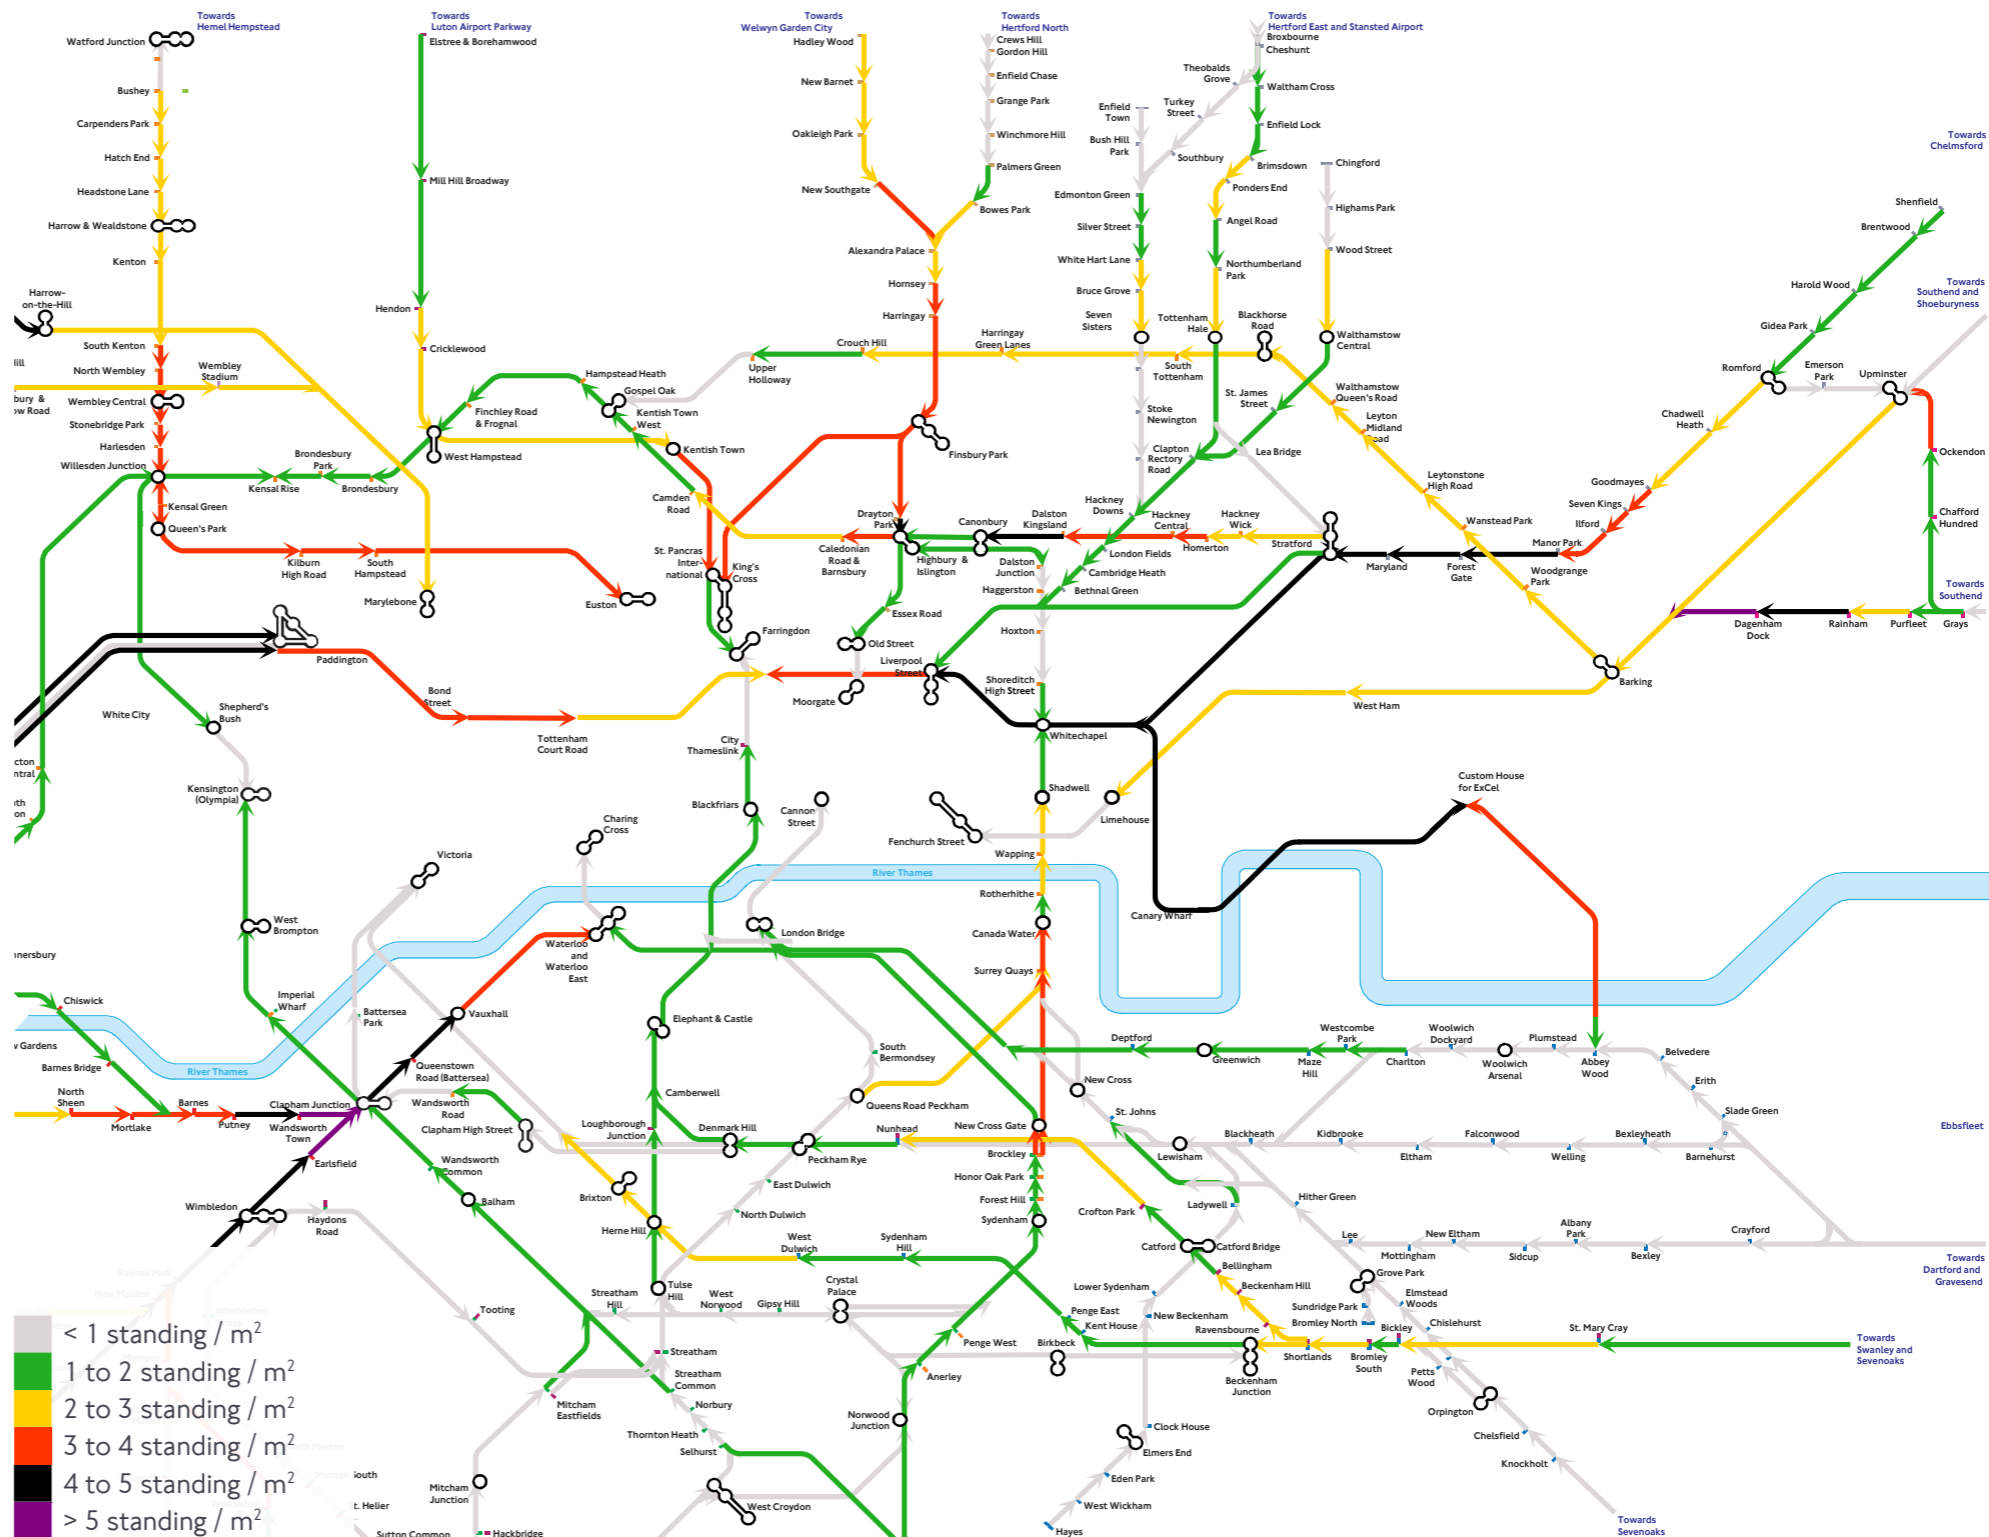 Towards
Hemel Hempstead
Towards
Luton Airport Parkway
Towards
Welwyn Garden City
Towards
Hertford North
Towards
Hertford East and Stansted Airport
Watford Junction
Elstree & Borehamwood
Hadley Wood
Crews Hill
Gordon Hill
Broxbourne
Cheshunt
Bushey
New Barnet
Enfield Chase
Theobalds
Grove
Waltham Cross
Carpenders Park
Grange Park
Enfield
Town
Turkey
Street
Enfield Lock
Oakleigh Park
Winchmore Hill
Towards
Chelmsford
Hatch End
Bush Hill
Park
Southbury
Brimsdown
Chingford
Palmers Green
Mill Hill Broadway
Headstone Lane
New Southgate
Edmonton Green
Ponders End
Bowes Park
Highams Park
Shenfield
Harrow & Wealdstone
Silver Street
Angel Road
Brentwood
Kenton
Alexandra Palace
White Hart Lane
Northumberland
Park
Wood Street
Harrow-
on-the-Hill
Hornsey
Bruce Grove
Harold Wood
Towards
Southend and
Shoeburyness
Hendon
Harringay
Seven
Sisters
Tottenham
Hale
Blackhorse
Road
Walthamstow
Central
Gidea Park
South Kenton
Cricklewood
Crouch Hill
Harringay
Green Lanes
Hill
North Wembley
Wembley
Stadium
Upper
Holloway
South
Tottenham
Romford
Emerson
Park
Upminster
bury &
ow Road
Wembley Central
Hampstead Heath
Gospel Oak
St. James
Street
Walthamstow
Queen's Road
Stonebridge Park
Finchley Road
& Frognal
Kentish Town
West
Stoke
Newington
Leyton
Midland
Road
Chadwell
Heath
Harlesden
West Hampstead
Kentish Town
Finsbury Park
Clapton
Rectory
Road
Lea Bridge
Ockendon
Willesden Junction
Brondesbury
Park
Kensal Rise
Brondesbury
Camden
Road
Leytonstone
High Road
Goodmayes
Kensal Green
Queen's Park
Drayton
Park
Canonbury
Dalston
Kingsland
Hackney
Downs
Hackney
Central
Hackney
Wick
Wanstead Park
Seven Kings
Ilford
Chafford
Hundred
Kilburn
High Road
South
Hampstead
St. Pancras
Inter-
national
King's
Cross
Caledonian
Road &
Barnsbury
Highbury &
Islington
Dalston
Junction
London Fields
Homerton
Stratford
Maryland
Forest
Gate
Manor Park
Woodgrange
Park
Haggerston
Cambridge Heath
Bethnal Green
Marylebone
Euston
Essex Road
Towards
Southend
Farringdon
Hoxton
Old Street
Dagenham
Dock
Rainham
Purfleet
Grays
Paddington
Liverpool
Street
Shoreditch
High Street
Moorgate
Barking
Bond
Street
White City
Shepherd's
Bush
Tottenham
Court Road
City
Thameslink
West Ham
Whitechapel
cton
ntral
Kensington
(Olympia)
Blackfriars
Cannon
Street
Shadwell
Limehouse
Custom House
for ExCel
uth
on
Charing
Cross
Fenchurch Street
Wapping
Victoria
River Thames
Rotherhithe
Canary Wharf
West
Brompton
London Bridge
Canada Water
nnersbury
Waterloo
and
Waterloo
East
Surrey Quays
Chiswick
Imperial
Wharf
Battersea
Park
Vauxhall
Elephant & Castle
w Gardens
Barnes Bridge
River Thames
Queenstown
Road (Battersea)
South
Bermondsey
Deptford
Greenwich
Maze
Hill
Westcombe
Park
Charlton
Woolwich
Dockyard
Woolwich
Arsenal
Plumstead
Abbey
Wood
Belvedere
North
Sheen
Mortlake
Barnes
Putney
Clapham Junction
Wandsworth
Town
Wandsworth
Road
Clapham High Street
Camberwell
Queens Road Peckham
New Cross
Erith
Loughborough
Junction
Denmark Hill
Peckham Rye
Nunhead
New Cross Gate
St. Johns
Slade Green
Earlsfield
Wandsworth
Common
Brockley
Lewisham
Blackheath
Kidbrooke
Eltham
Falconwood
Welling
Bexleyheath
Barnehurst
Ebbsfleet
Brixton
East Dulwich
Honor Oak Park
Balham
Wimbledon
Haydons
Road
North Dulwich
Forest Hill
Ladywell
Hither Green
Herne Hill
Sydenham
Crofton Park
West
Dulwich
Sydenham
Hill
Catford
Catford Bridge
Lee
Mottingham
New Eltham
Sidcup
Albany
Park
Bexley
Crayford
Towards
Dartford and
Gravesend
Raynes Park
New Malden
Wimbledon
Tooting
Streatham
Hill
Tulse
Hill
West
Norwood
Gipsy Hill
Crystal
Palace
Lower Sydenham
Bellingham
Beckenham Hill
Grove Park
Sundridge Park
Bromley North
Elmstead
Woods
New Beckenham
Penge East
Kent House
Ravensbourne
Bickley
Chislehurst
St. Mary Cray
Towards
Swanley and
Sevenoaks
Penge West
Birkbeck
Beckenham
Junction
Shortlands
Bromley
South
Petts
Wood
Streatham
Anerley
Streatham
Common
Mitcham
Eastfields
Norbury
Thornton Heath
Selhurst
Norwood
Junction
Clock House
Elmers End
Orpington
Chelsfield
Knockholt
Mitcham
Junction
West Croydon
Eden Park
West Wickham
Hayes
Towards
Sevenoaks
South
t. Helier
Sutton Common
Hackbridge
< 1 standing / m²
1 to 2 standing / m²
2 to 3 standing / m²
3 to 4 standing / m²
4 to 5 standing / m²
> 5 standing / m²